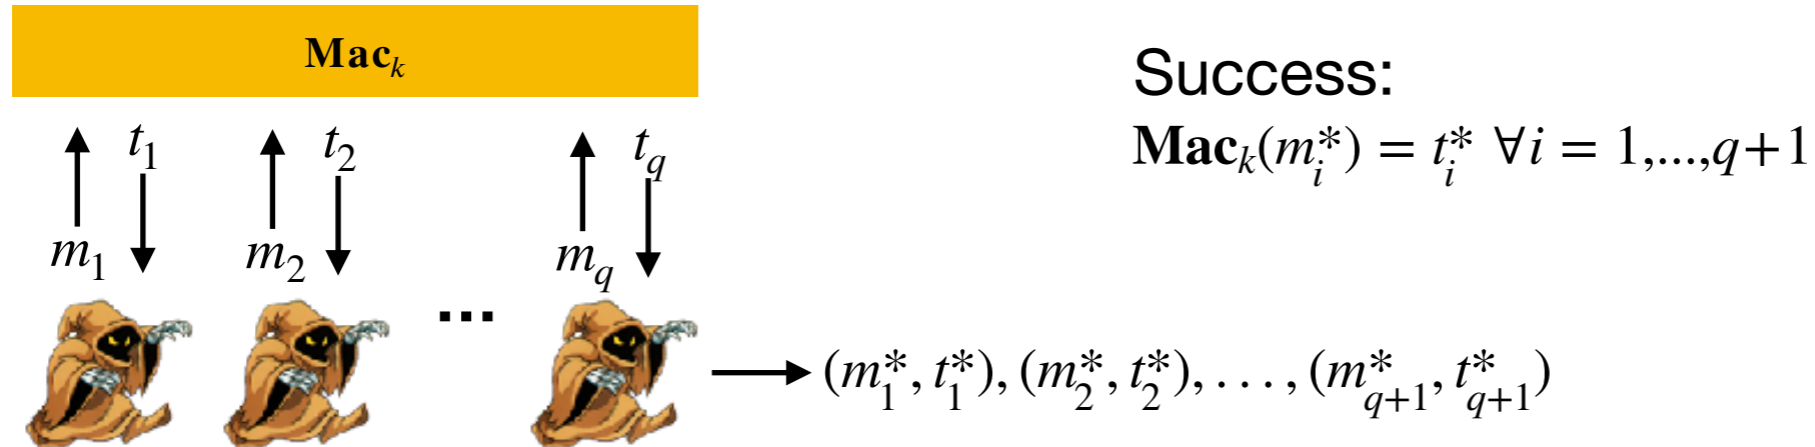 Mac_k
Success:
Mac_k(m_i^*) = t_i^* ∀i = 1,...,q+1
t_1 t_2 t_q
m_1 m_2 m_q
...
(m_1^*, t_1^*), (m_2^*, t_2^*), . . . , (m_{q+1}^*, t_{q+1}^*)